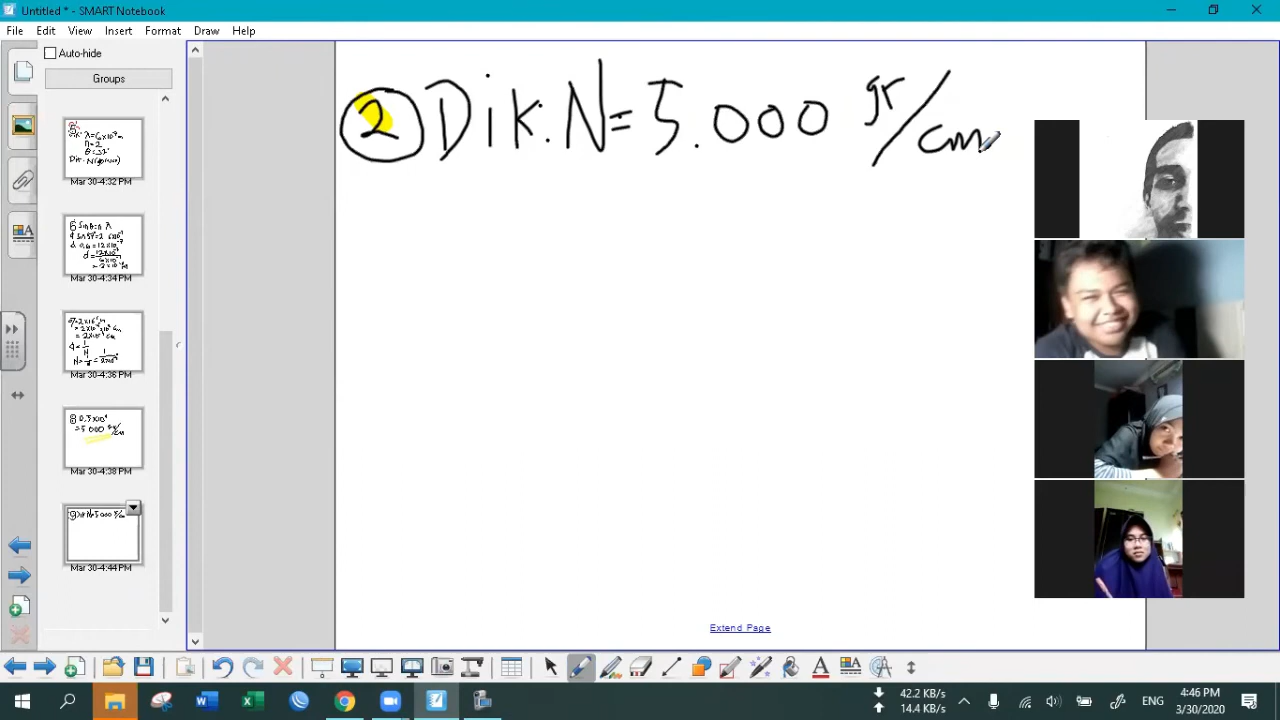 Untitled * - SMART Notebook
File Edit View Insert Format Draw Help
Auto-hide
Groups
Mar 30-4:32 PM
Mar 30-4:34 PM
Mar 30-4:36 PM
Mar 30-4:38 PM
Mar 30-4:44 PM
2 Dik. N = 5.000 gr/cm
Extend Page
42.2 KB/s
14.4 KB/s
ENG
4:46 PM
3/30/2020